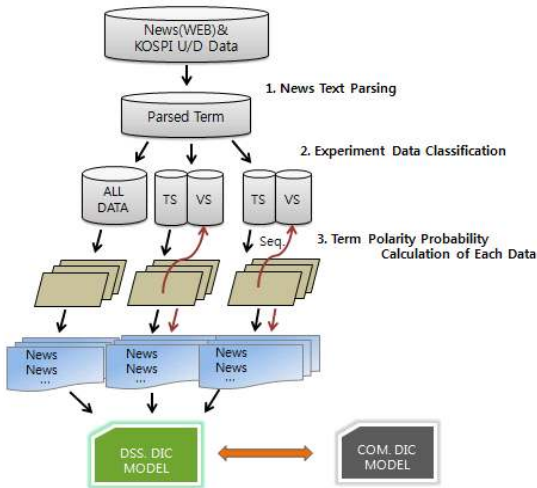 News(WEB)&
KOSPI U/D Data
1. News Text Parsing
Parsed Term
2. Experiment Data Classification
ALL
DATA
TS
VS
TS
VS
Seq.
3. Term Polarity Probability
Calculation of Each Data
News
News
...
News
News
...
News
News
...
DSS. DIC
MODEL
COM. DIC
MODEL